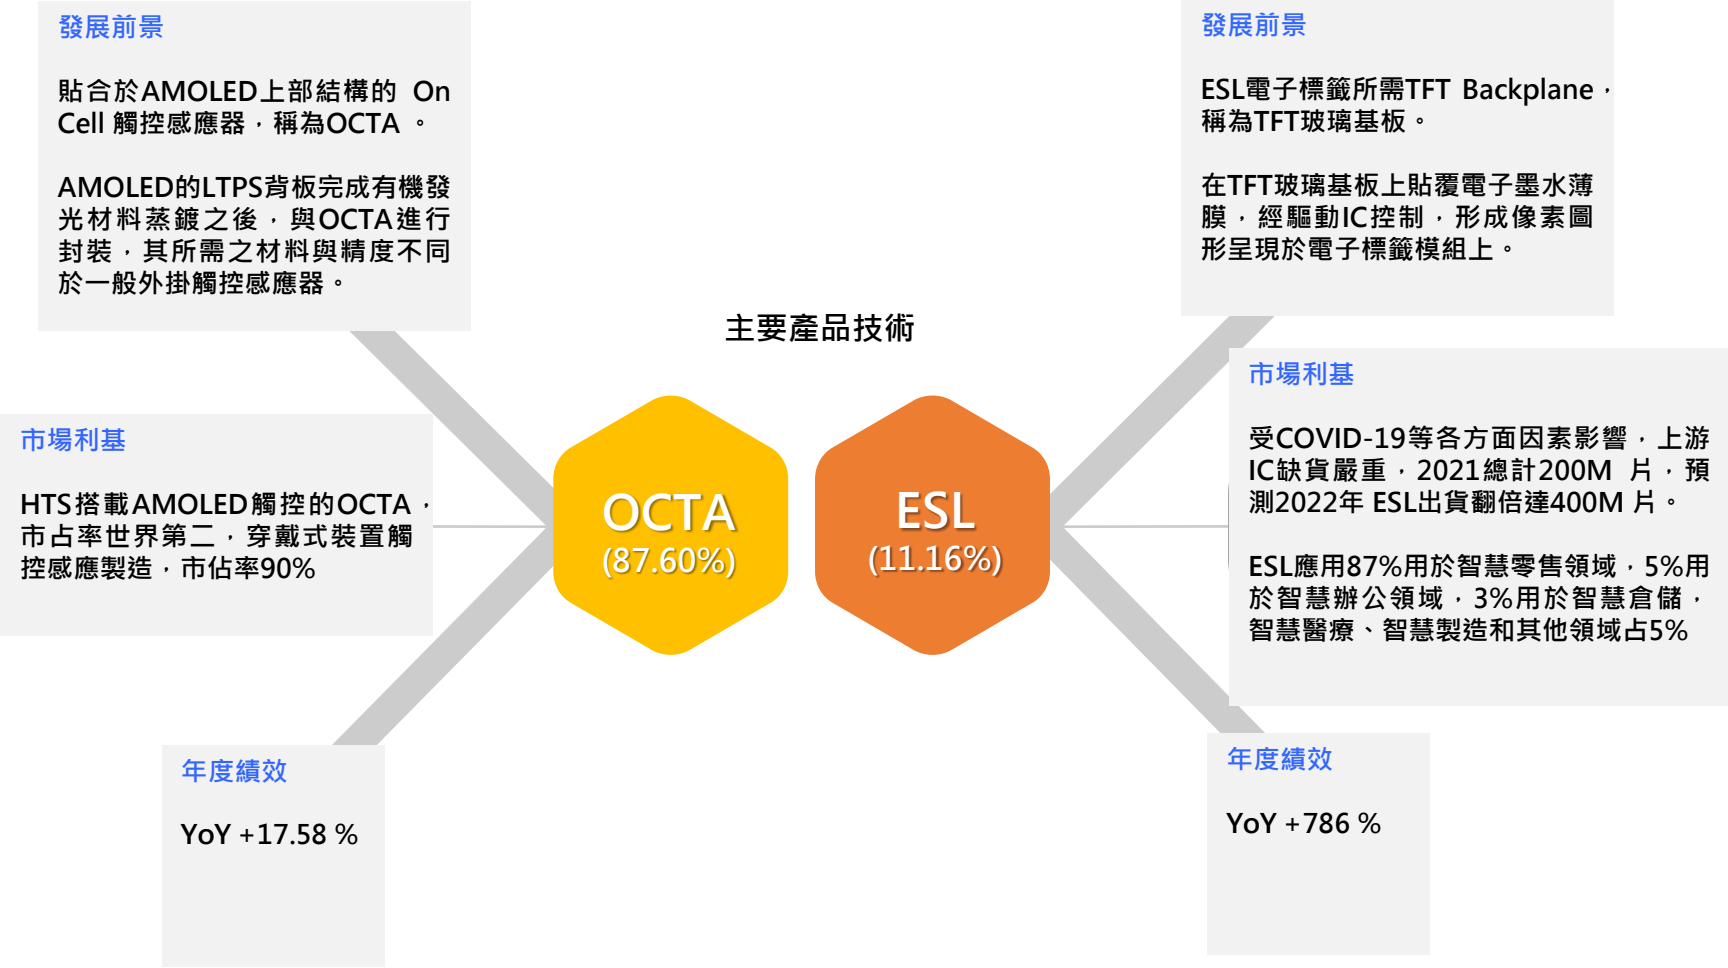 發展前景
貼合於AMOLED上部結構的 On
Cell 觸控感應器，稱為OCTA 。
AMOLED的LTPS背板完成有機發
光材料蒸鍍之後，與OCTA進行
封裝，其所需之材料與精度不同
於一般外掛觸控感應器。
市場利基
HTS搭載AMOLED觸控的OCTA，
市占率世界第二，穿戴式裝置觸
控感應製造，市佔率90%
年度績效
YoY +17.58 %
主要產品技術
OCTA
(87.60%)
ESL
(11.16%)
發展前景
ESL電子標籤所需TFT Backplane，
稱為TFT玻璃基板。
在TFT玻璃基板上貼覆電子墨水薄
膜，經驅動IC控制，形成像素圖
形呈現於電子標籤模組上。
市場利基
受COVID-19等各方面因素影響，上游
IC缺貨嚴重，2021總計200M 片，預
測2022年 ESL出貨翻倍達400M 片。
ESL應用87%用於智慧零售領域，5%用
於智慧辦公領域，3%用於智慧倉儲，
智慧醫療、智慧製造和其他領域占5%
年度績效
YoY +786 %